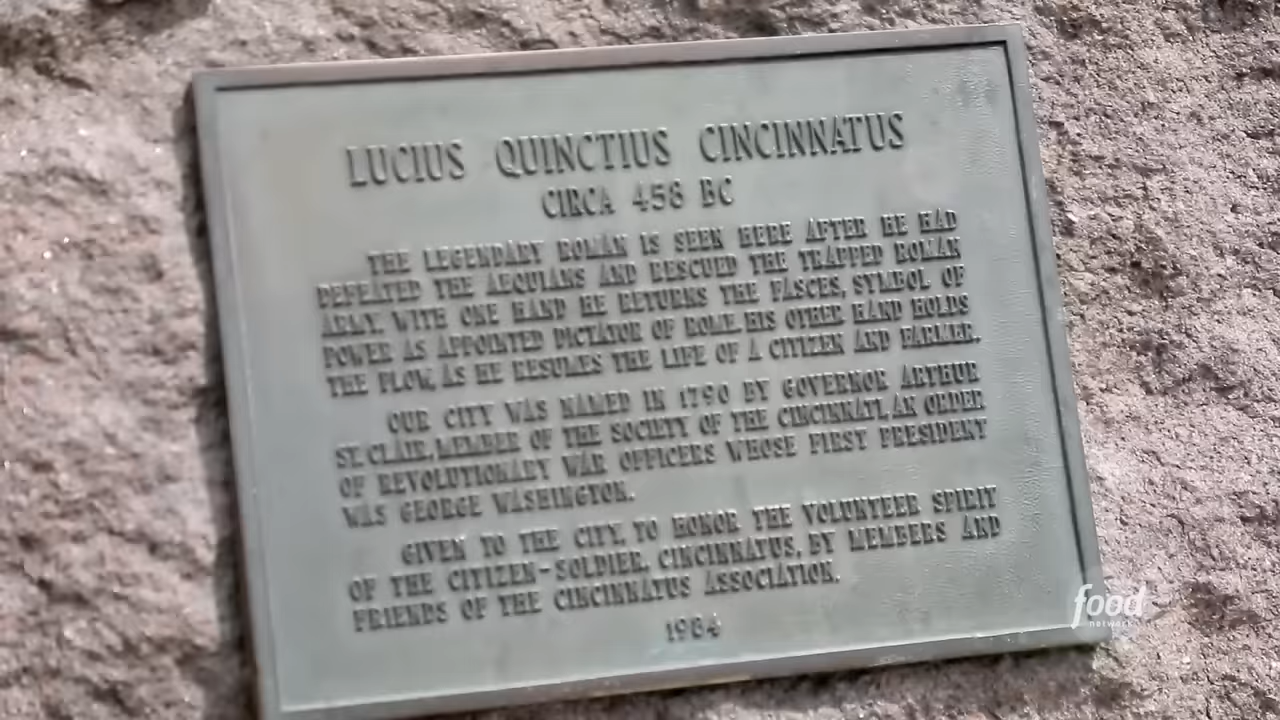 LUCIUS QUINCTIUS CINCINNATUS
CIRCA 458 BC
THE LEGENDARY ROMAN IS SEEN HERE AFTER HE HAD
DEFEATED THE AEQUIANS AND RESCUED THE TRAPPED ROMAN
ARMY. WITH ONE HAND HE RETURNS THE FASCES, SYMBOL OF
POWER AS APPOINTED DICTATOR OF ROME. HIS OTHER HAND HOLDS
THE PLOW, AS HE RESUMES THE LIFE OF A CITIZEN AND FARMER.
OUR CITY WAS NAMED IN 1790 BY GOVERNOR ARTHUR
ST. CLAIR, MEMBER OF THE SOCIETY OF THE CINCINNATI, AN ORDER
OF REVOLUTIONARY WAR OFFICERS WHOSE FIRST PRESIDENT
WAS GEORGE WASHINGTON.
GIVEN TO THE CITY, TO HONOR THE VOLUNTEER SPIRIT
OF THE CITIZEN-SOLDIER, CINCINNATUS, BY MEMBERS AND
FRIENDS OF THE CINCINNATUS ASSOCIATION.
1984
food
network